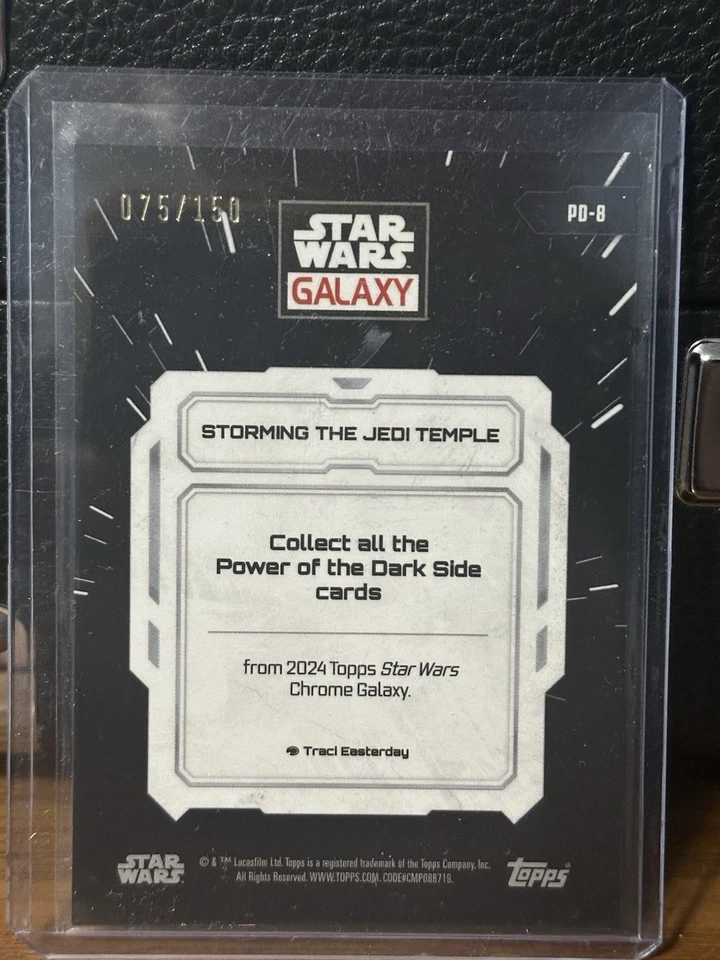 075/150
PD-8
STAR
WARS
GALAXY
STORMING THE JEDI TEMPLE
Collect all the
Power of the Dark Side
cards
from 2024 Topps Star Wars
Chrome Galaxy.
Traci Easterday
STAR
WARS
© & ™ Lucasfilm Ltd. Topps is a registered trademark of the Topps Company, Inc.
All Rights Reserved. WWW.TOPPS.COM. CODE#CMP088719.
Topps